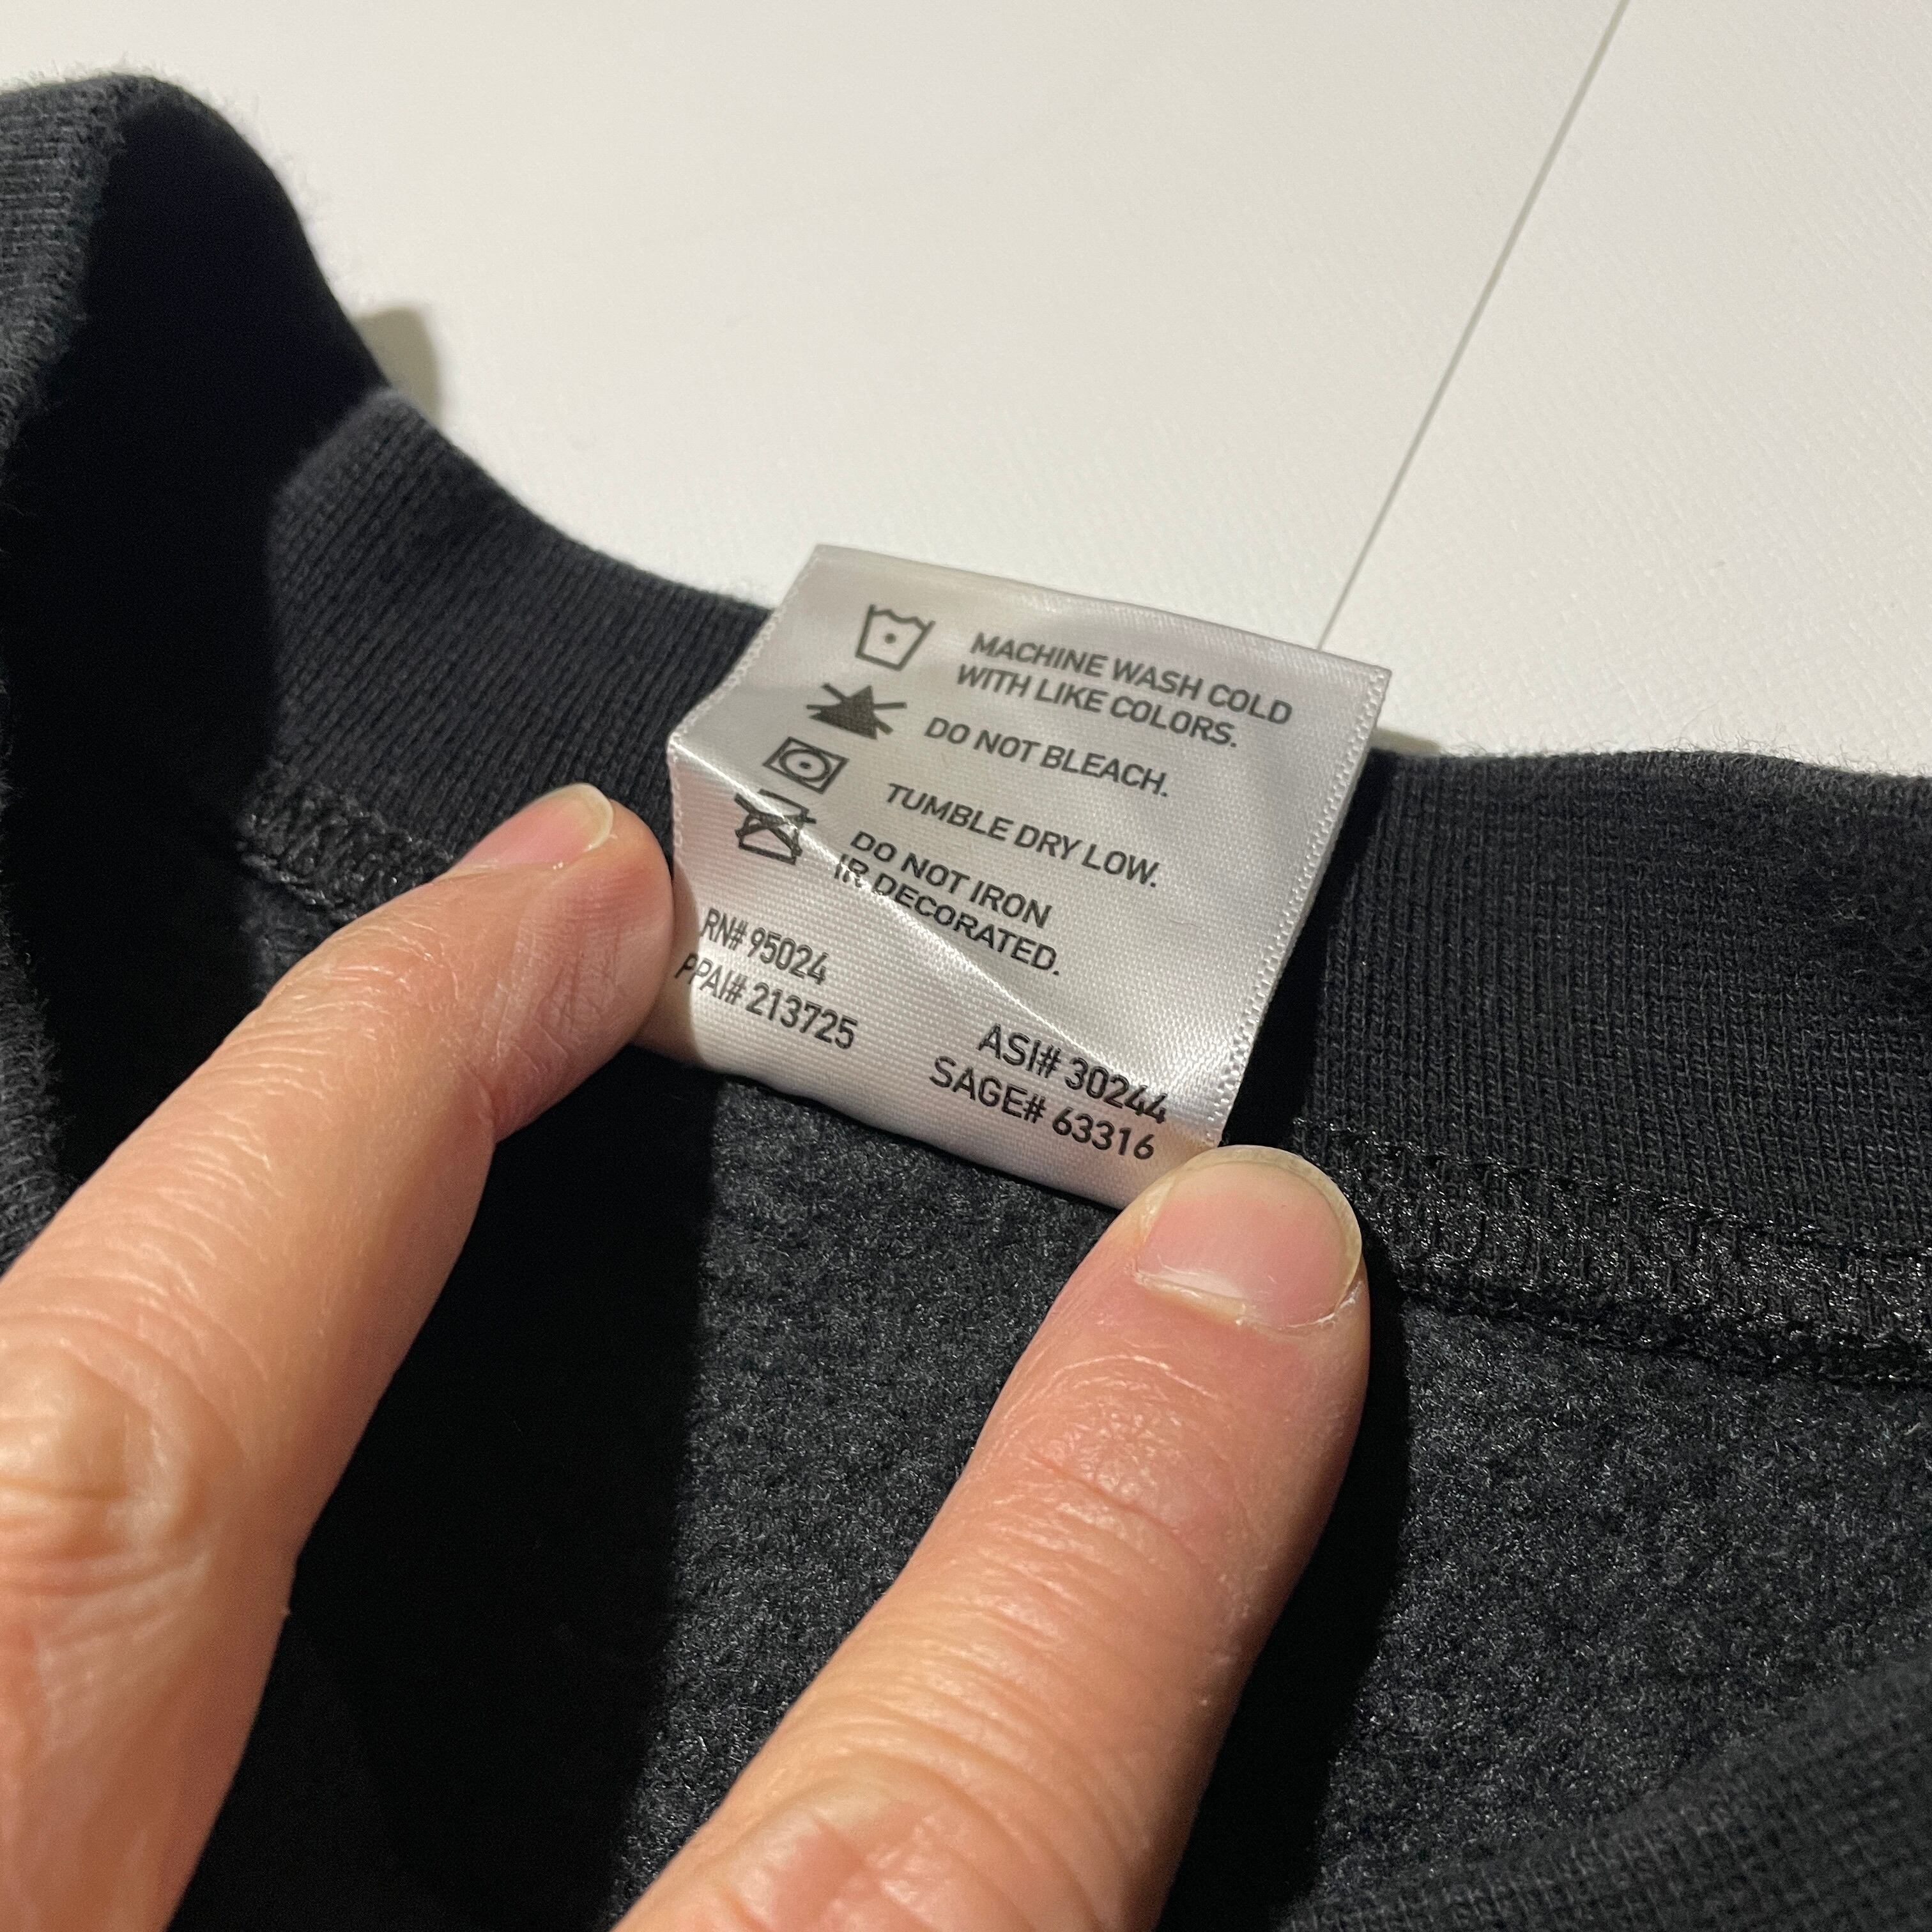 MACHINE WASH COLD
WITH LIKE COLORS.
DO NOT BLEACH.
TUMBLE DRY LOW.
DO NOT IRON
IR DECORATED.
RN# 95024
PPAI# 213725
ASI# 30244
SAGE# 63316